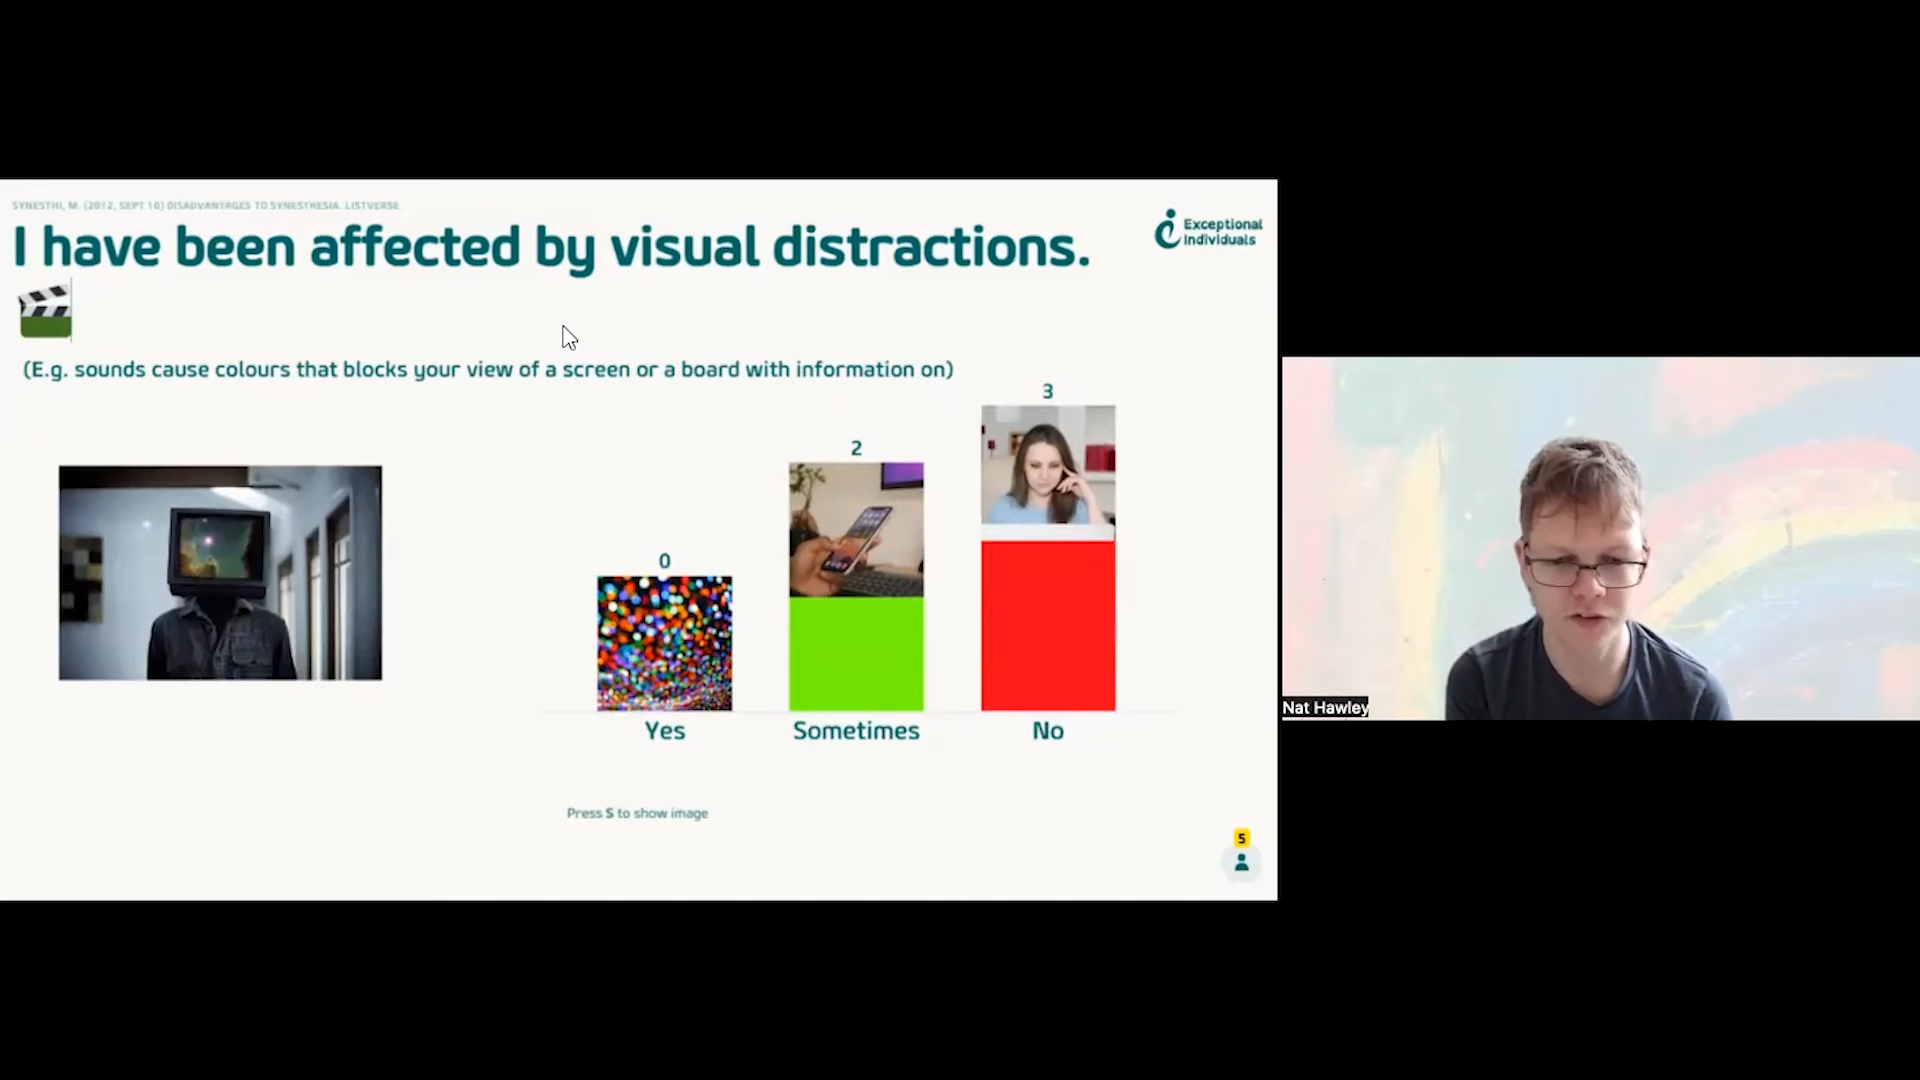 SYNESTHI, M. (2012, SEPT 10) DISADVANTAGES TO SYNESTHESIA. LISTVERSE.
I have been affected by visual distractions.
Exceptional
Individuals
(E.g. sounds cause colours that blocks your view of a screen or a board with information on)
0
2
3
Yes
Sometimes
No
Press S to show image
5
Nat Hawley